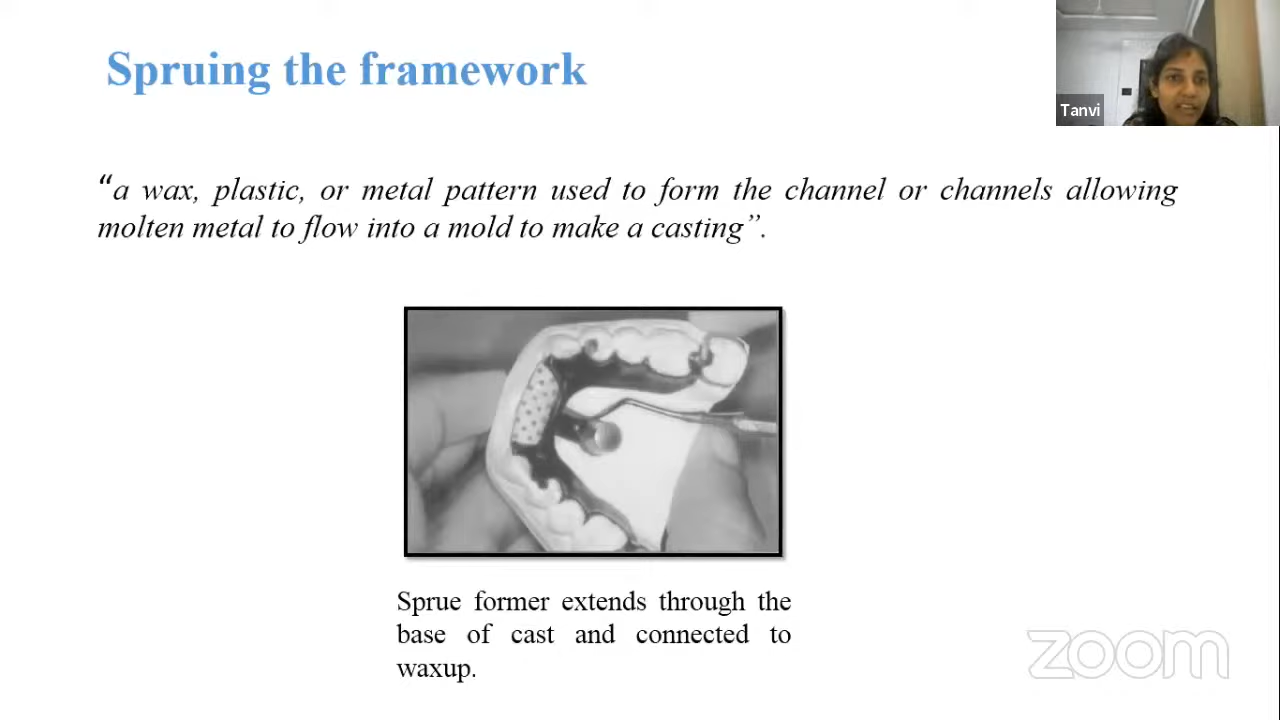 Spruing the framework
Tanvi
“a wax, plastic, or metal pattern used to form the channel or channels allowing
molten metal to flow into a mold to make a casting”.
Sprue former extends through the
base of cast and connected to
waxup.
zoom